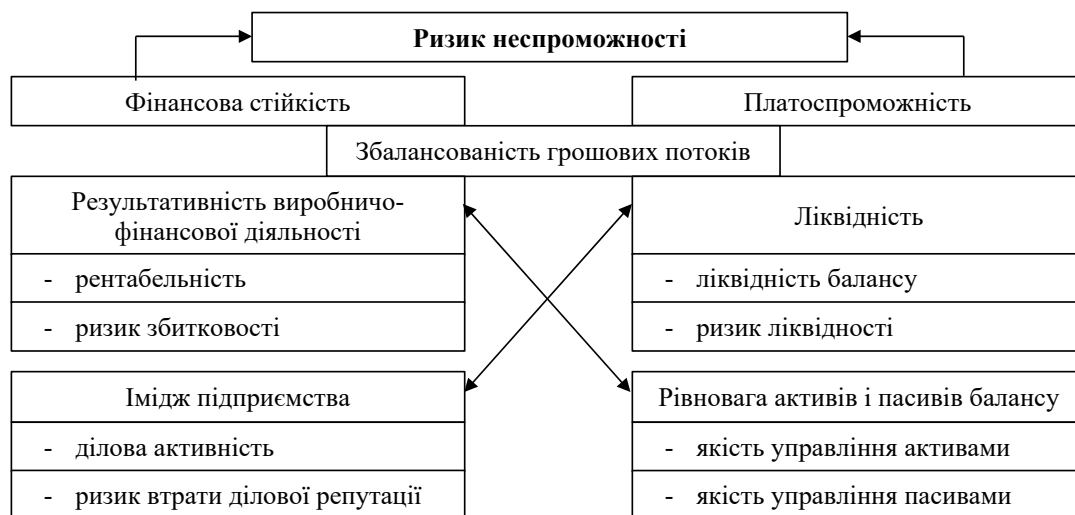 Ризик неспроможності
Фінансова стійкість
Платоспроможність
Збалансованість грошових потоків
Результативність виробничо-
фінансової діяльності
- рентабельність
- ризик збитковості
Ліквідність
- ліквідність балансу
- ризик ліквідності
Імідж підприємства
- ділова активність
- ризик втрати ділової репутації
Рівновага активів і пасивів балансу
- якість управління активами
- якість управління пасивами